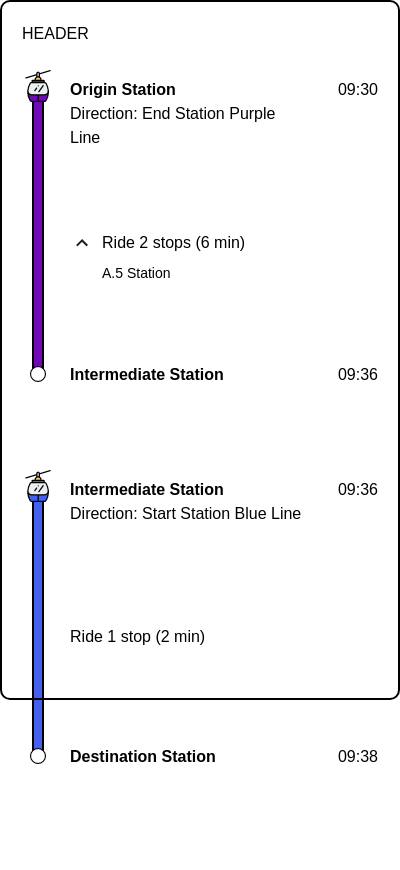 HEADER
Origin Station 09:30
Direction: End Station Purple
Line
Ride 2 stops (6 min)
A.5 Station
Intermediate Station 09:36
Intermediate Station 09:36
Direction: Start Station Blue Line
Ride 1 stop (2 min)
Destination Station 09:38